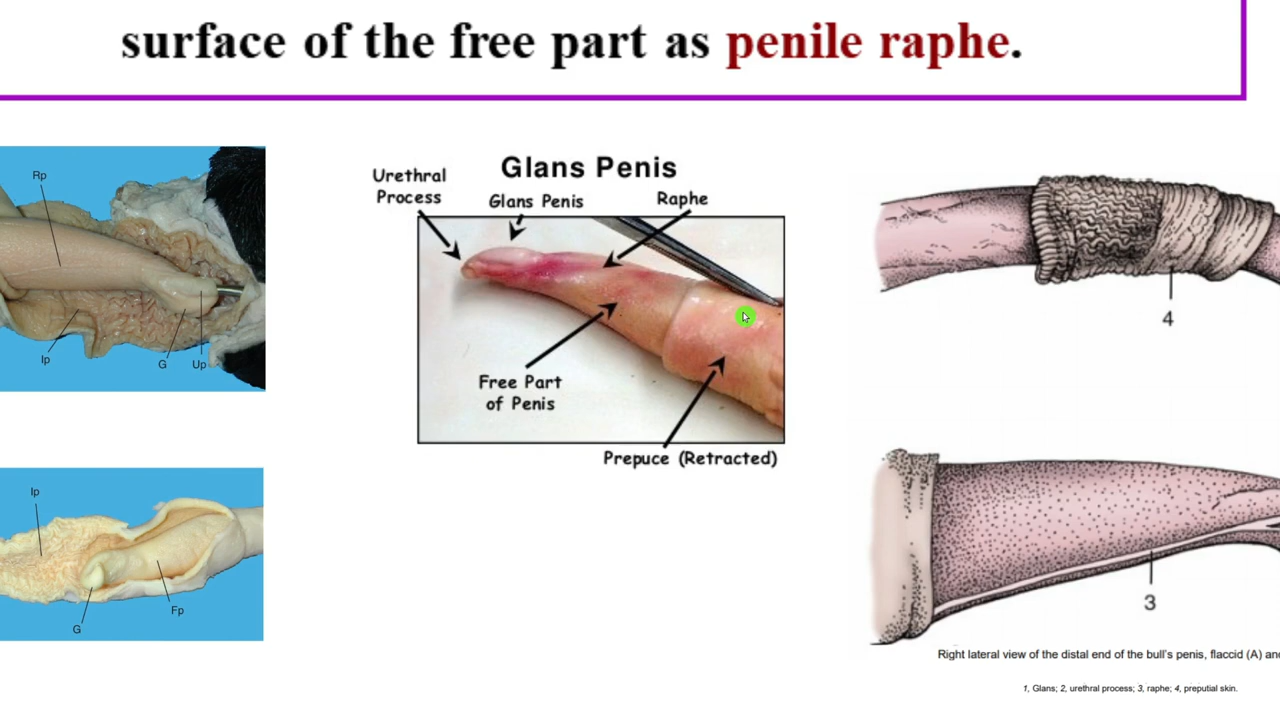 surface of the free part as penile raphe.
Rp
Ip
G
Up
Ip
Fp
G
Glans Penis
Urethral
Process
Glans Penis
Raphe
Free Part
of Penis
Prepuce (Retracted)
4
3
Right lateral view of the distal end of the bull's penis, flaccid (A) an
1, Glans; 2, urethral process; 3, raphe; 4, preputial skin.